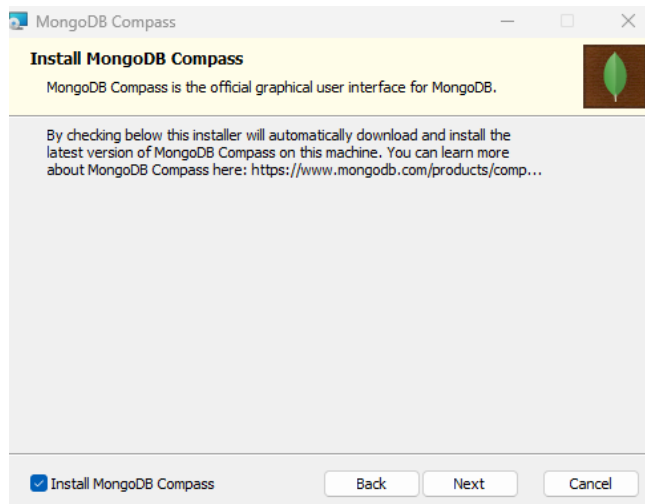 MongoDB Compass
Install MongoDB Compass
MongoDB Compass is the official graphical user interface for MongoDB.
By checking below this installer will automatically download and install the
latest version of MongoDB Compass on this machine. You can learn more
about MongoDB Compass here: https://www.mongodb.com/products/comp...
Install MongoDB Compass
Back
Next
Cancel